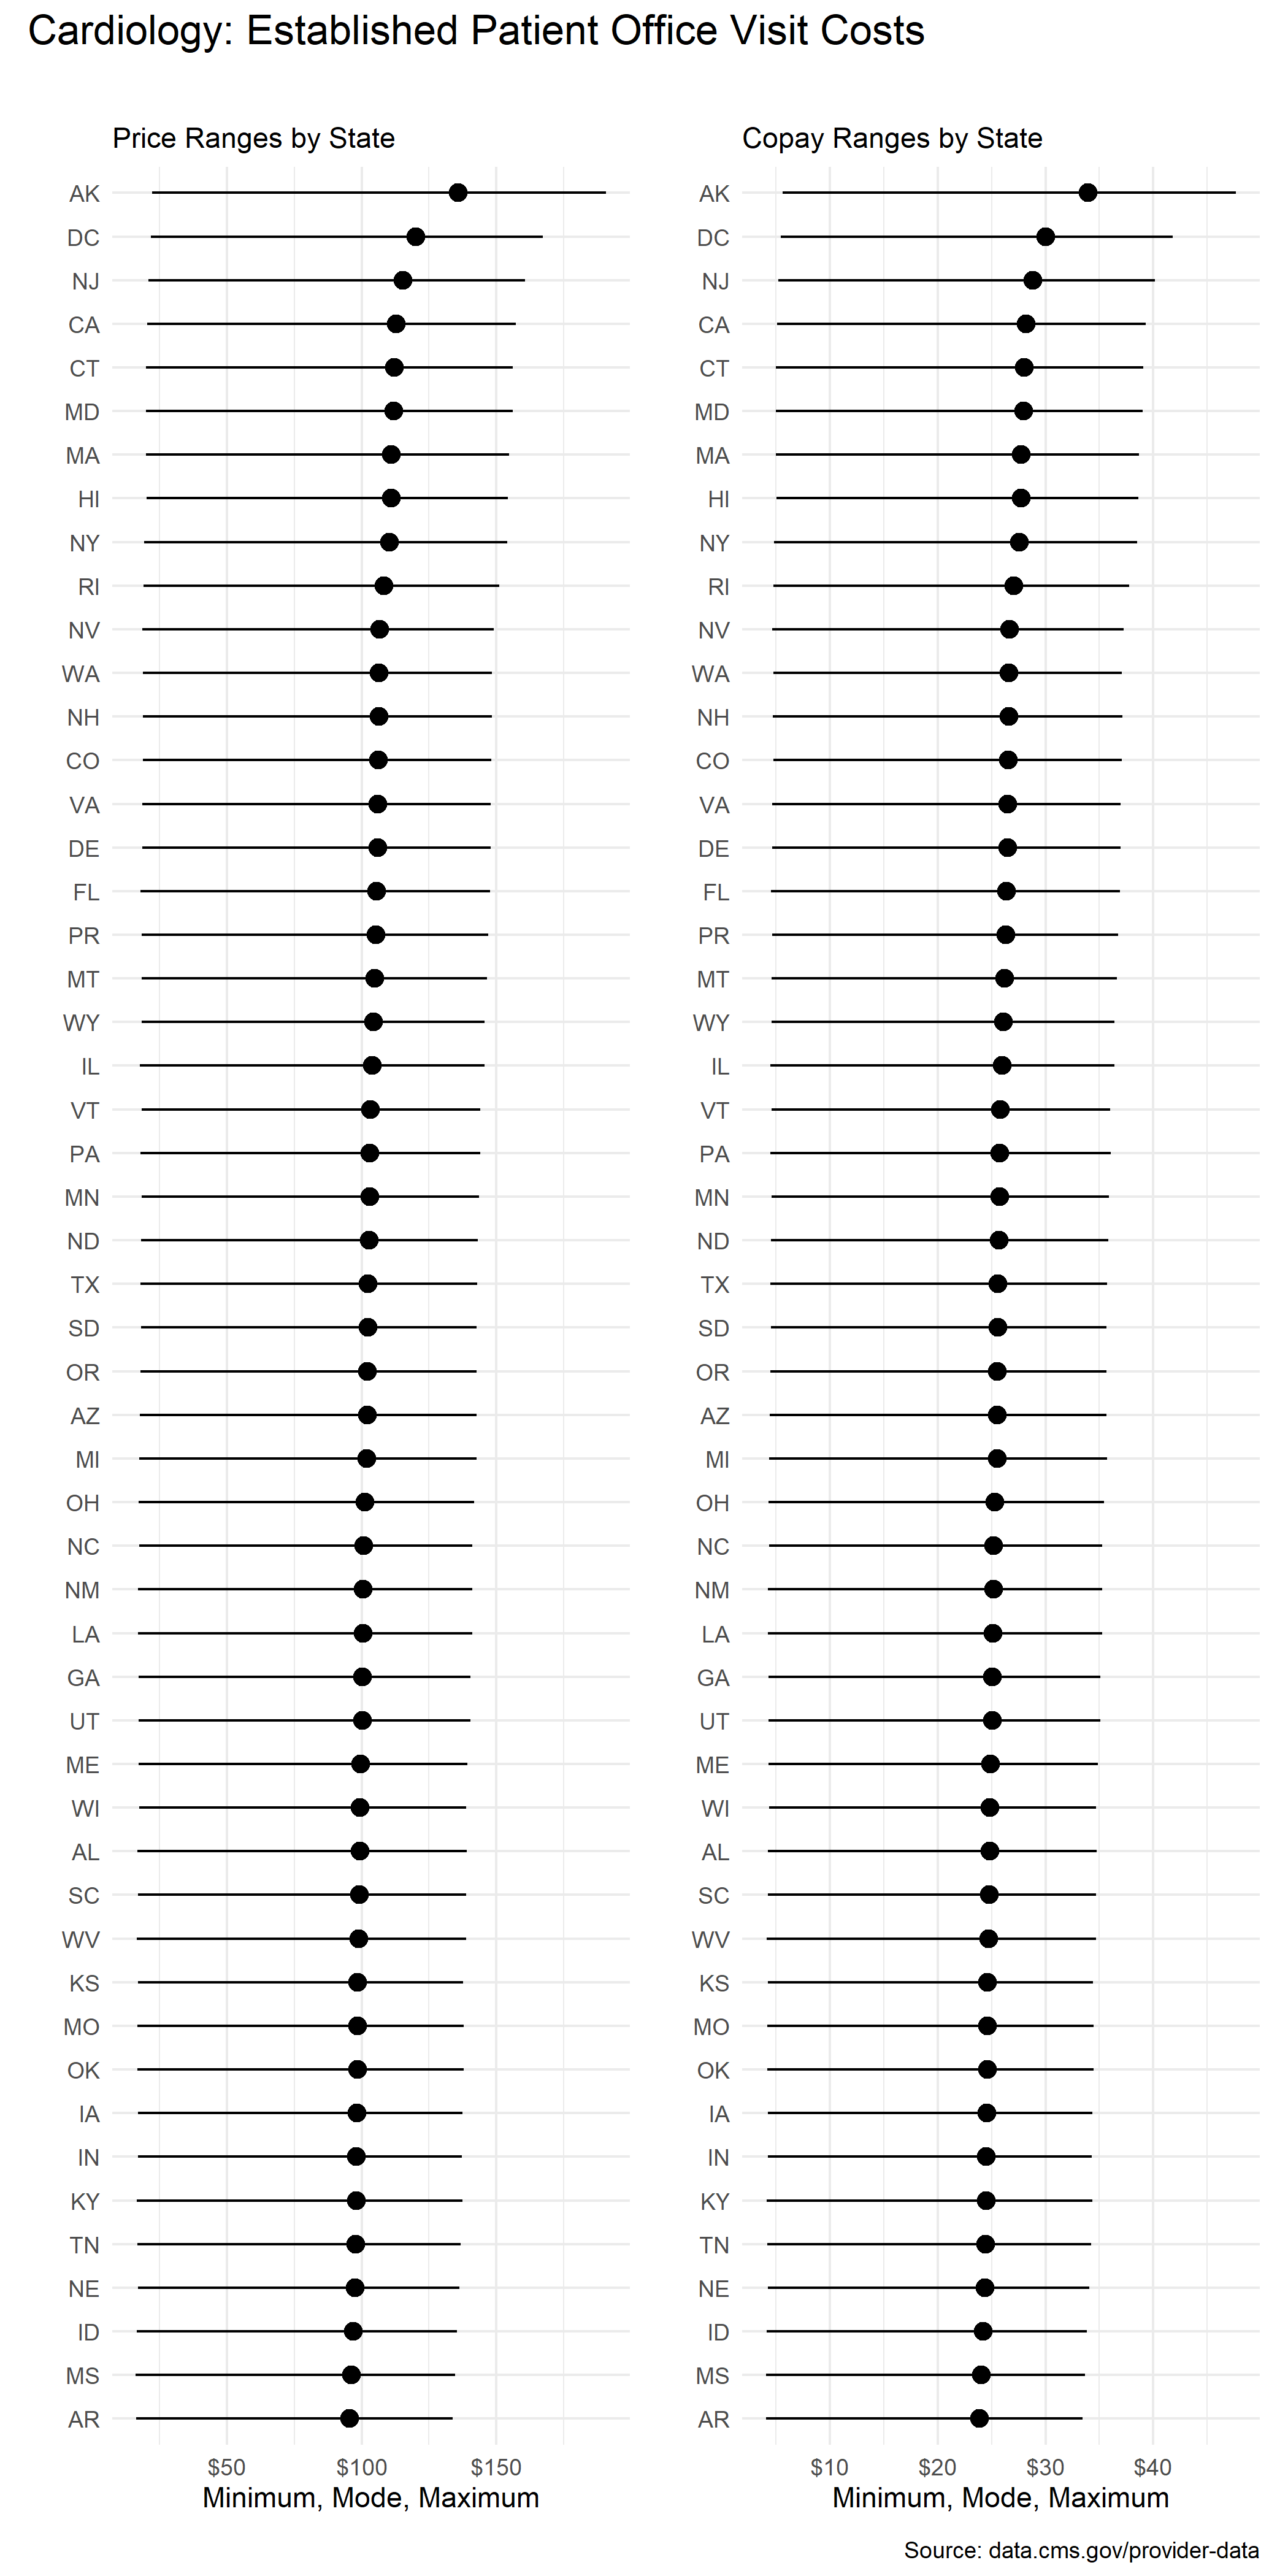 Cardiology: Established Patient Office Visit Costs
Price Ranges by State
AK
DC
NJ
CA
CT
MD
MA
HI
NY
RI
NV
WA
NH
CO
VA
DE
FL
PR
MT
WY
IL
VT
PA
MN
ND
TX
SD
OR
AZ
MI
OH
NC
NM
LA
GA
UT
ME
WI
AL
SC
WV
KS
MO
OK
IA
IN
KY
TN
NE
ID
MS
AR
$50 $100 $150
Minimum, Mode, Maximum
Copay Ranges by State
AK
DC
NJ
CA
CT
MD
MA
HI
NY
RI
NV
WA
NH
CO
VA
DE
FL
PR
MT
WY
IL
VT
PA
MN
ND
TX
SD
OR
AZ
MI
OH
NC
NM
LA
GA
UT
ME
WI
AL
SC
WV
KS
MO
OK
IA
IN
KY
TN
NE
ID
MS
AR
$10 $20 $30 $40
Minimum, Mode, Maximum
Source: data.cms.gov/provider-data